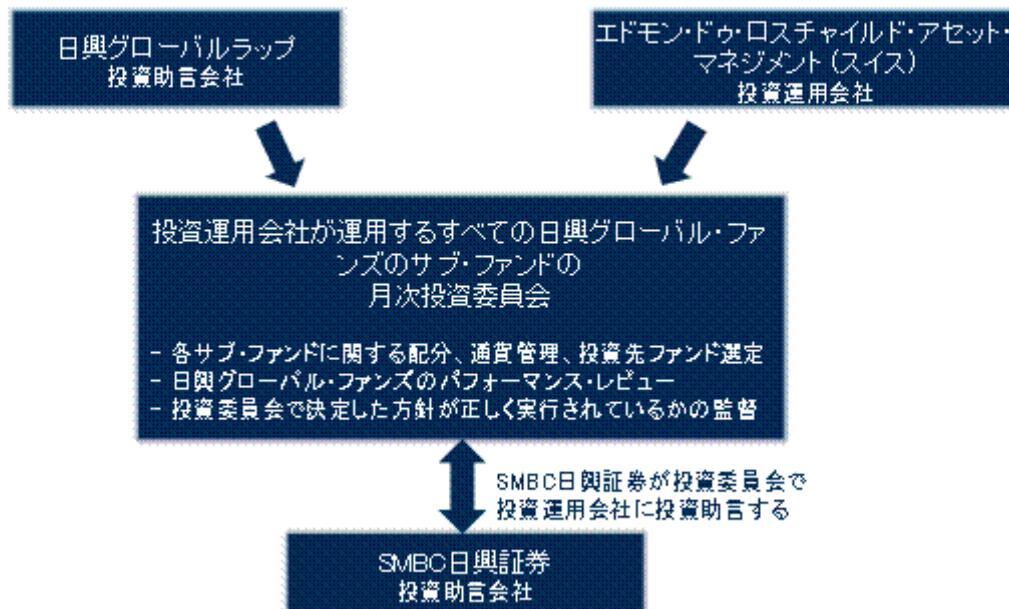 日興グローバルラップ
投資助言会社
エドモン・ドゥ・ロスチャイルド・アセット・
マネジメント(スイス)
投資運用会社
投資運用会社が運用するすべての日興グローバル・ファ
ンズのサブ・ファンドの
月次投資委員会
- 各サブ・ファンドに関する配分、通貨管理、投資先ファンド選定
- 日興グローバル・ファンズのパフォーマンス・レビュー
- 投資委員会で決定した方針が正しく実行されているかの監督
SMBC日興証券が投資委員会で
投資運用会社に投資助言する
SMBC日興証券
投資助言会社